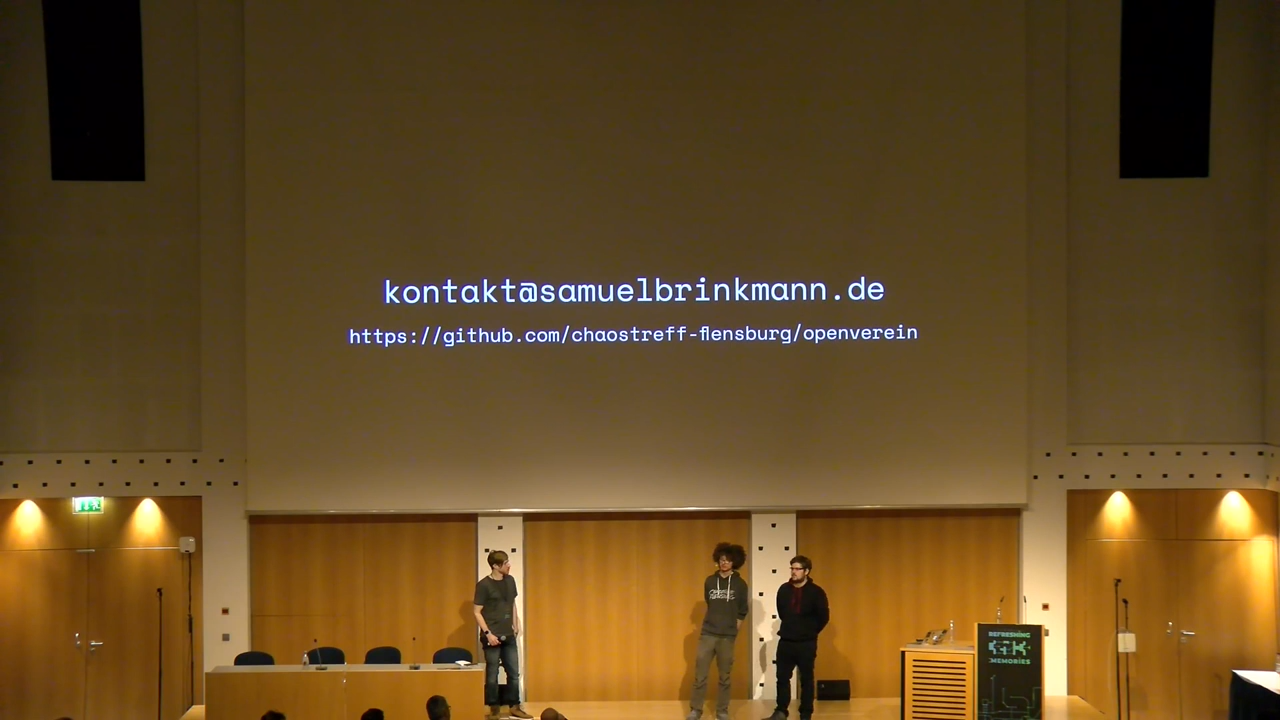 kontakt@samuelbrinkmann.de
https://github.com/chaostreff-flensburg/openverein
REFRESHING
MEMORIES